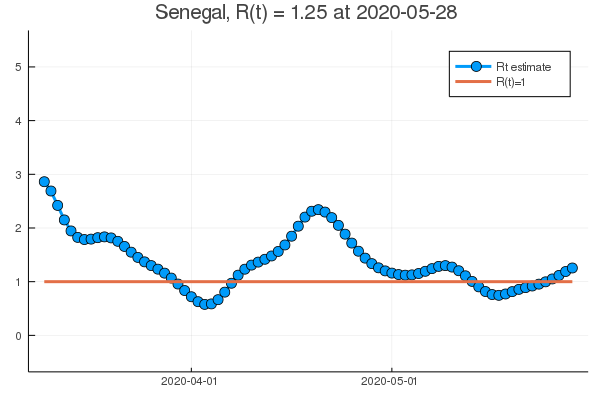 Senegal, R(t) = 1.25 at 2020-05-28
Rt estimate
R(t)=1
5
4
3
2
1
0
2020-04-01
2020-05-01